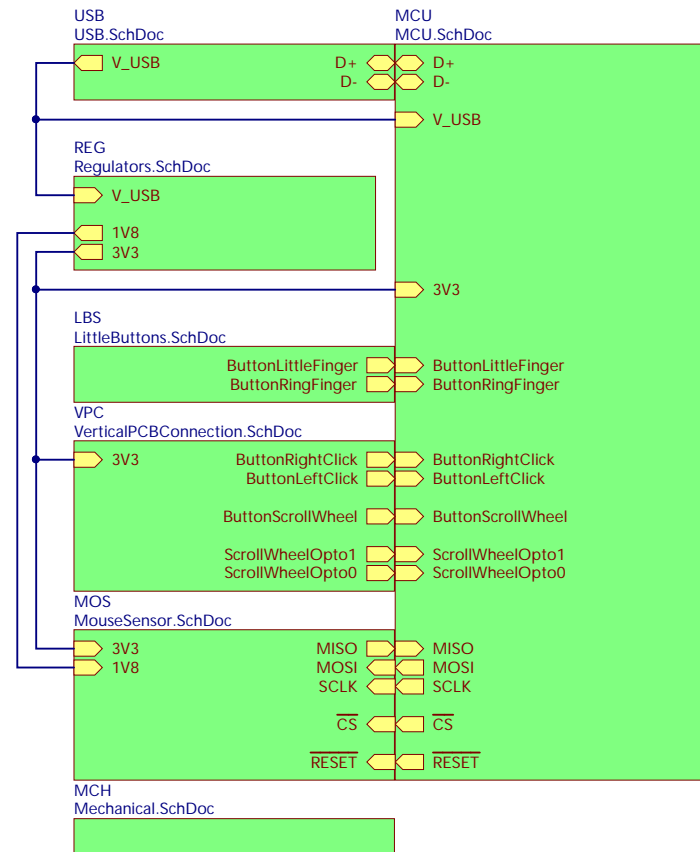 USB
USB.SchDoc
V_USB
D+
D-
MCU
MCU.SchDoc
D+
D-
V_USB
REG
Regulators.SchDoc
V_USB
1V8
3V3
3V3
LBS
LittleButtons.SchDoc
ButtonLittleFinger
ButtonRingFinger
ButtonLittleFinger
ButtonRingFinger
VPC
VerticalPCBConnection.SchDoc
3V3
ButtonRightClick
ButtonLeftClick
ButtonScrollWheel
ScrollWheelOpto1
ScrollWheelOpto0
ButtonRightClick
ButtonLeftClick
ButtonScrollWheel
ScrollWheelOpto1
ScrollWheelOpto0
MOS
MouseSensor.SchDoc
3V3
1V8
MISO
MOSI
SCLK
CS
RESET
MISO
MOSI
SCLK
CS
RESET
MCH
Mechanical.SchDoc